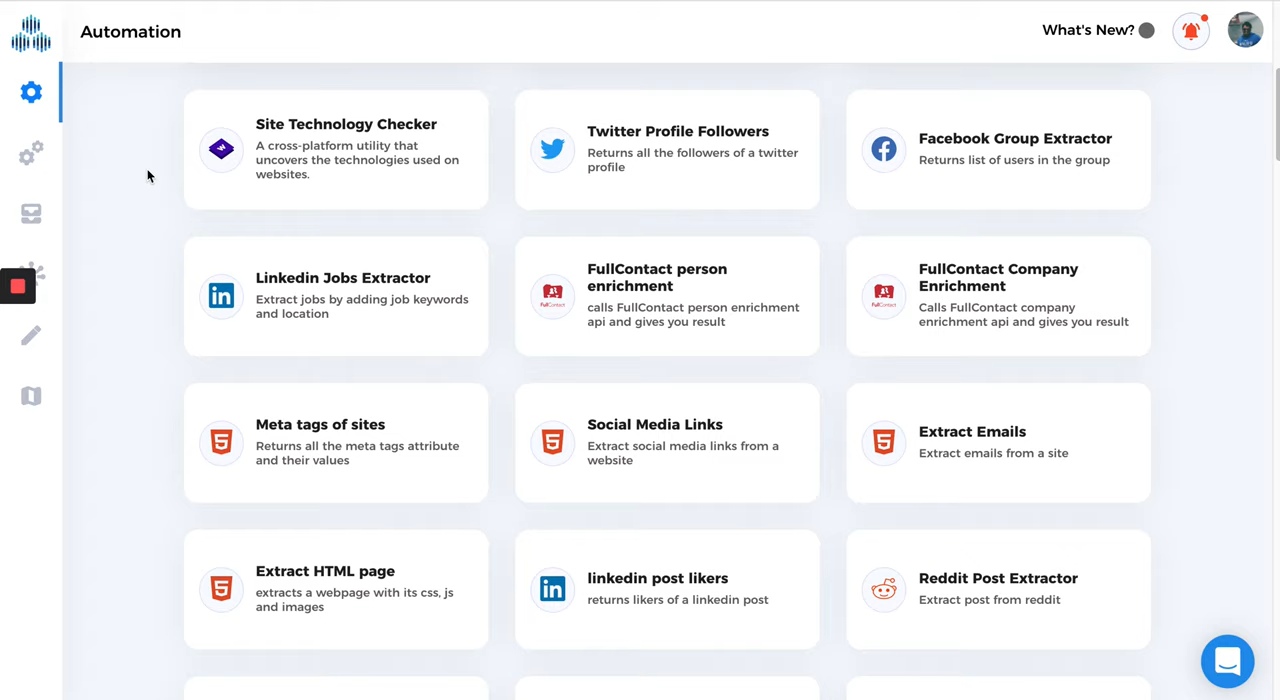 Automation
What's New?
Site Technology Checker
A cross-platform utility that
uncovers the technologies used on
websites.
Twitter Profile Followers
Returns all the followers of a twitter
profile
Facebook Group Extractor
Returns list of users in the group
Linkedin Jobs Extractor
Extract jobs by adding job keywords
and location
FullContact person
enrichment
calls FullContact person enrichment
api and gives you result
FullContact Company
Enrichment
Calls FullContact company
enrichment api and gives you result
Meta tags of sites
Returns all the meta tags attribute
and their values
Social Media Links
Extract social media links from a
website
Extract Emails
Extract emails from a site
Extract HTML page
extracts a webpage with its css, js
and images
linkedin post likers
returns likers of a linkedin post
Reddit Post Extractor
Extract post from reddit